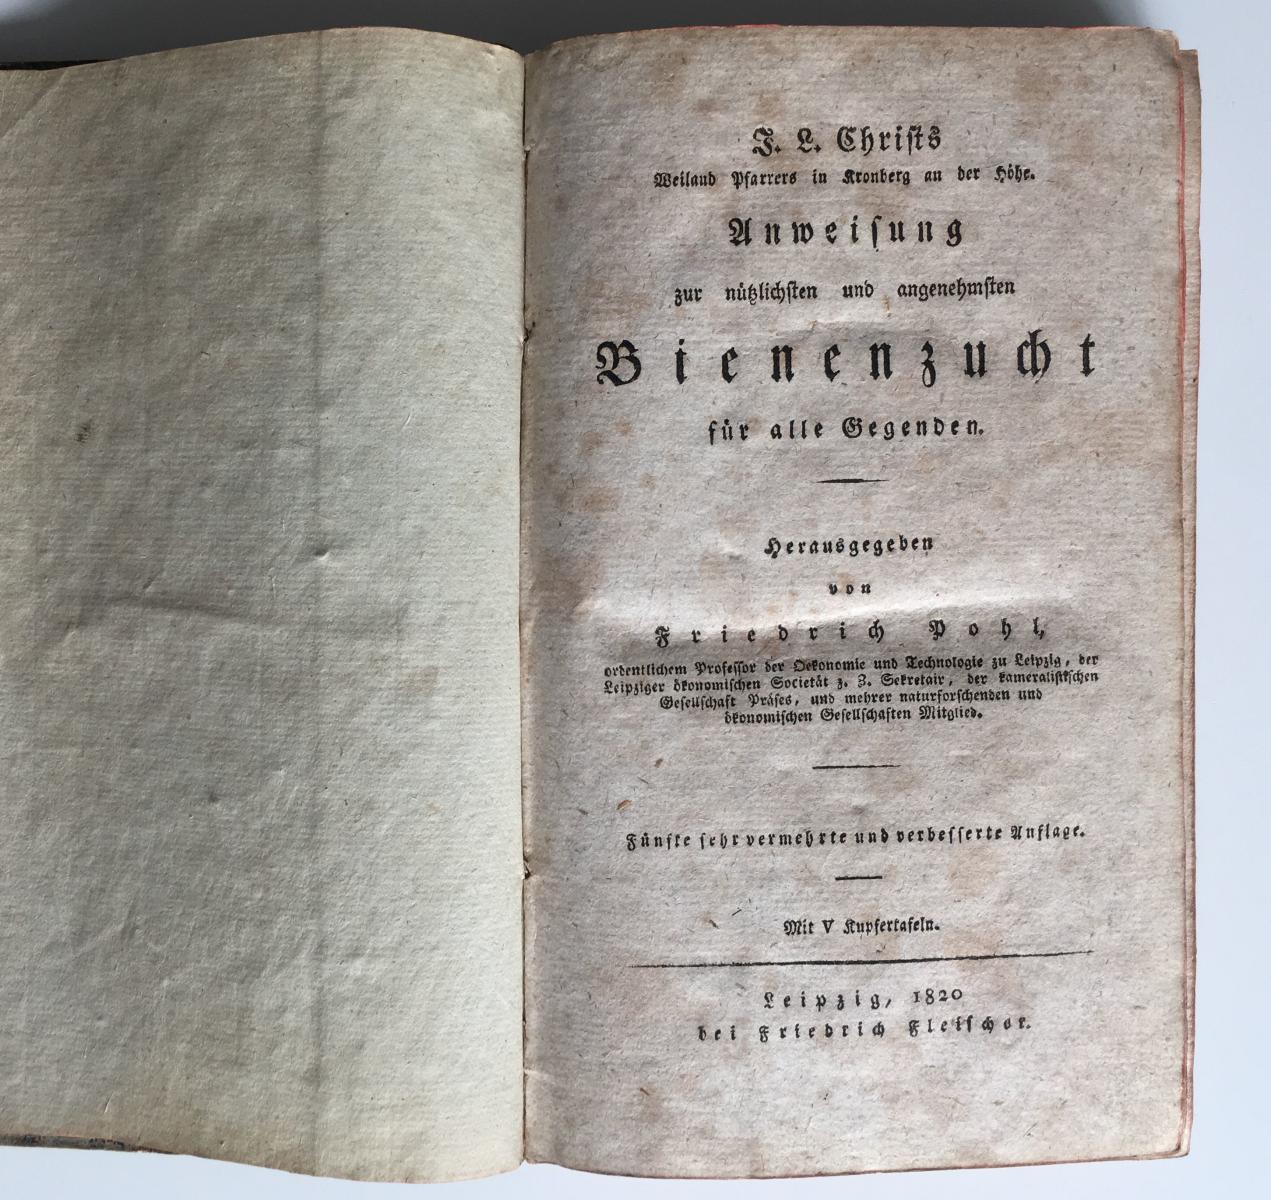 J. L. Christs
Weiland Pfarrers in Kronberg an der Höhe.
Anweisung
zur nützlichsten und angenehmsten
Bienenzucht
für alle Gegenden.
Herausgegeben
von
Friedrich Pohl,
ordentlichem Professor der Oekonomie und Technologie zu Leipzig, der
Leipziger ökonomischen Societät z. Z. Sekretair, der kameralistischen
Gesellschaft Präses, und mehrer naturforschenden und
ökonomischen Gesellschaften Mitglied.
Fünfte sehr vermehrte und verbesserte Auflage.
Mit V Kupfertafeln.
Leipzig, 1820
bei Friedrich Fleischer.